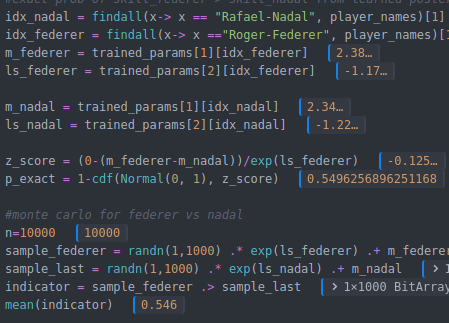 #exact prob of skill_federer > skill_nadal from learned poster
idx_nadal = findall(x-> x == "Rafael-Nadal", player_names)[1]
idx_federer = findall(x-> x =="Roger-Federer", player_names)[1
m_federer = trained_params[1][idx_federer] 2.38…
ls_federer = trained_params[2][idx_federer] -1.17…
m_nadal = trained_params[1][idx_nadal] 2.34…
ls_nadal = trained_params[2][idx_nadal] -1.22…
z_score = (0-(m_federer-m_nadal))/exp(ls_federer) -0.125…
p_exact = 1-cdf(Normal(0, 1), z_score) 0.5496256896251168
#monte carlo for federer vs nadal
n=10000 10000
sample_federer = randn(1,1000) .* exp(ls_federer) .+ m_federer
sample_last = randn(1,1000) .* exp(ls_nadal) .+ m_nadal > 1
indicator = sample_federer .> sample_last > 1×1000 BitArray
mean(indicator) 0.546